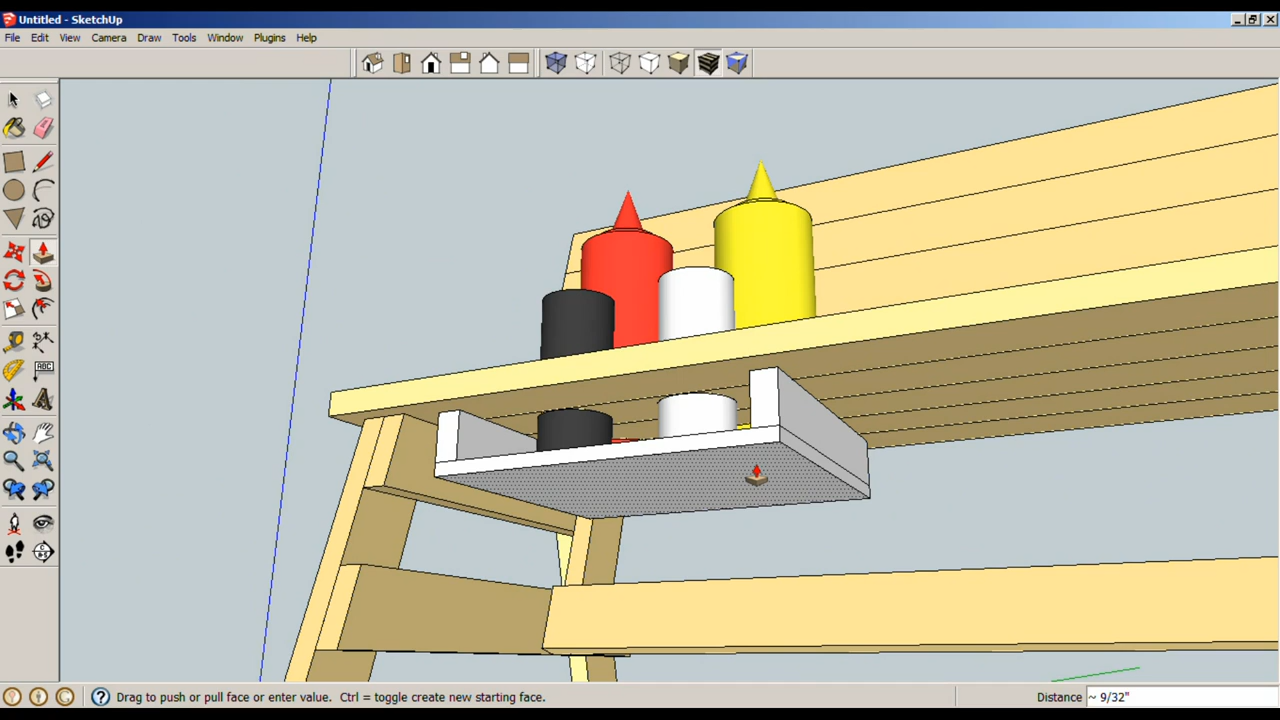 Untitled - SketchUp
File Edit View Camera Draw Tools Window Plugins Help
ABC
Drag to push or pull face or enter value. Ctrl = toggle create new starting face.
Distance ~ 9/32"